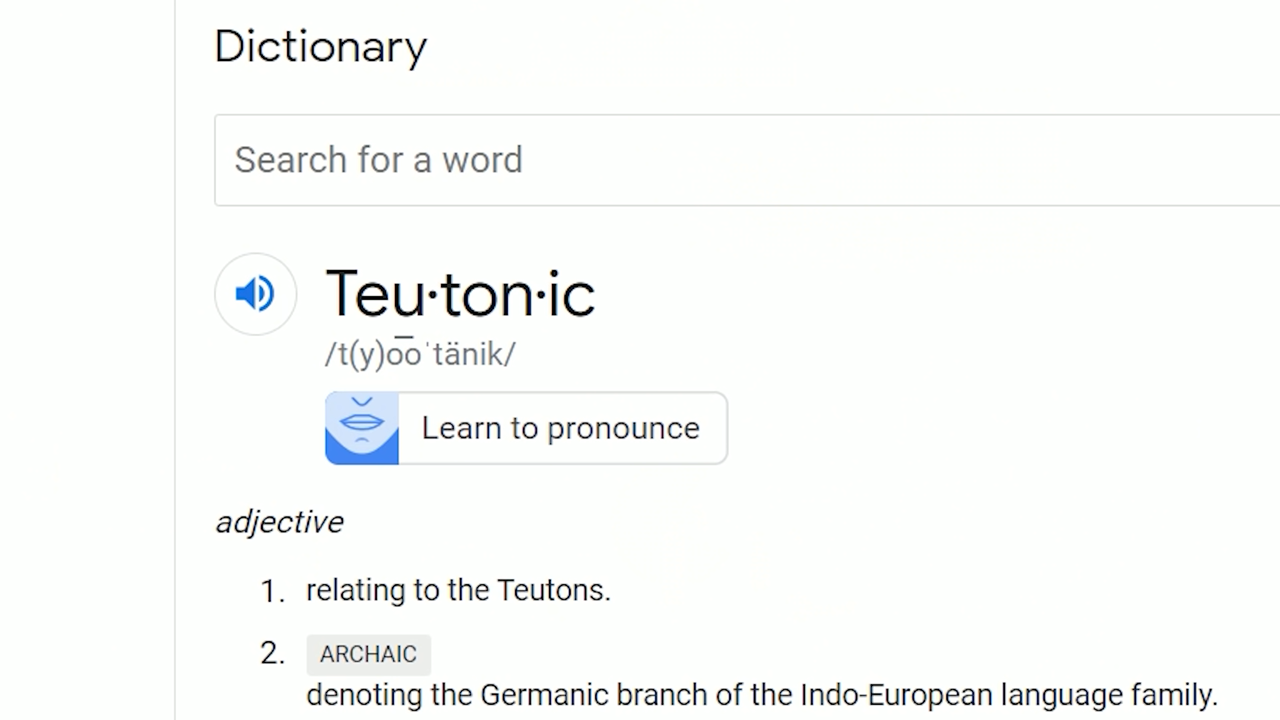 Dictionary
Search for a word
Teu·ton·ic
/t(y)o͞oˈtänik/
Learn to pronounce
adjective
1. relating to the Teutons.
2. ARCHAIC
denoting the Germanic branch of the Indo-European language family.